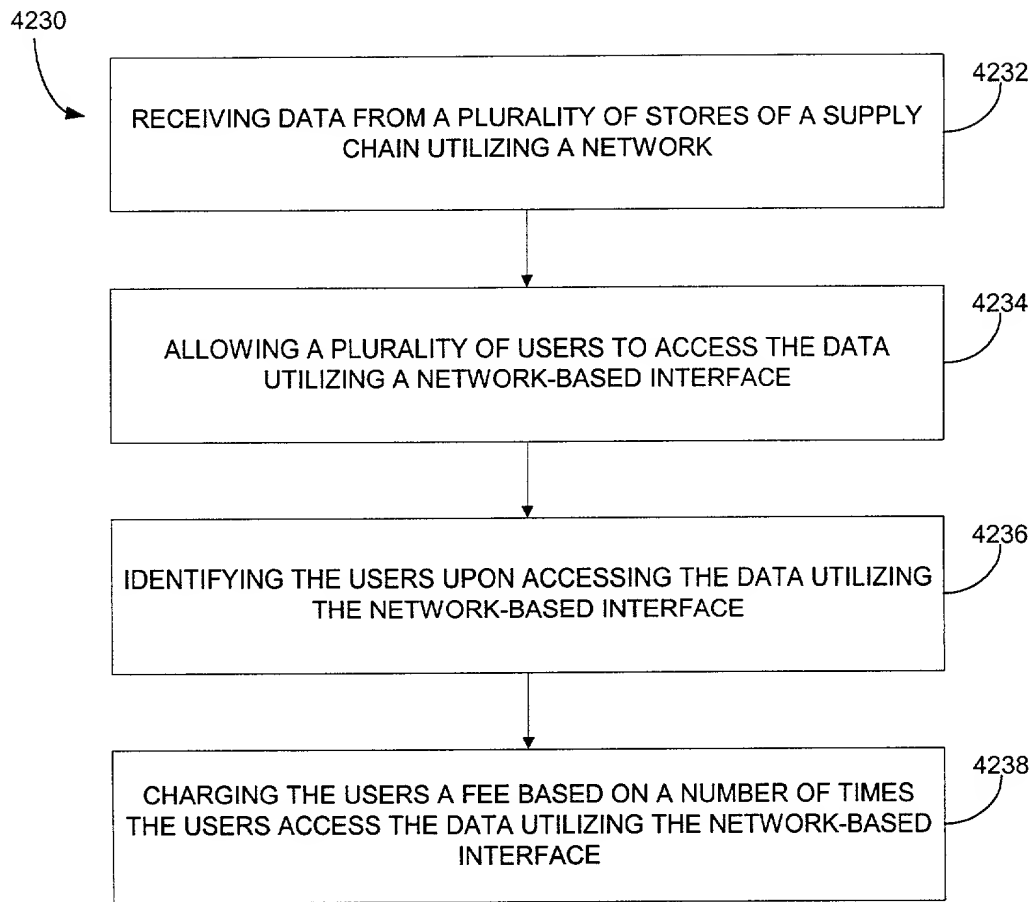 4230
4232
RECEIVING DATA FROM A PLURALITY OF STORES OF A SUPPLY
CHAIN UTILIZING A NETWORK
4234
ALLOWING A PLURALITY OF USERS TO ACCESS THE DATA
UTILIZING A NETWORK-BASED INTERFACE
4236
IDENTIFYING THE USERS UPON ACCESSING THE DATA UTILIZING
THE NETWORK-BASED INTERFACE
4238
CHARGING THE USERS A FEE BASED ON A NUMBER OF TIMES
THE USERS ACCESS THE DATA UTILIZING THE NETWORK-BASED
INTERFACE